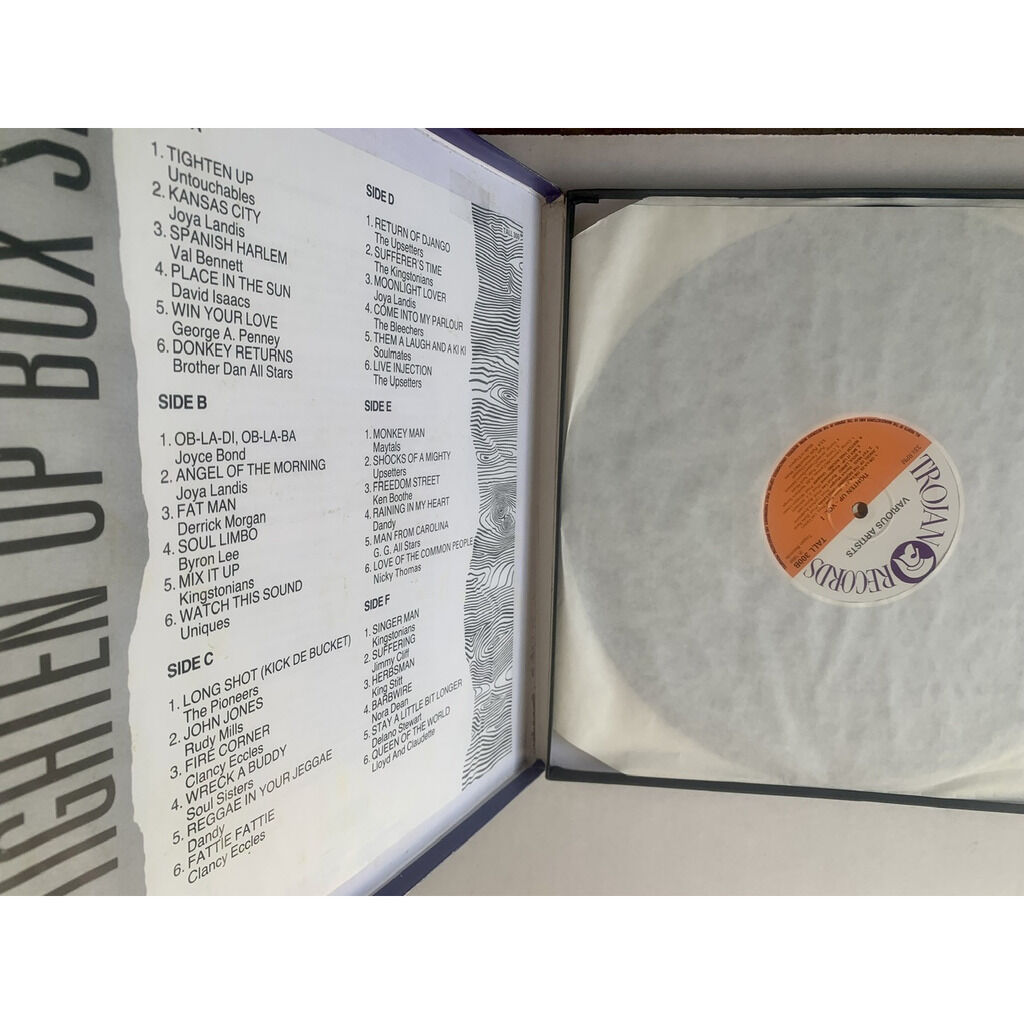 TIGHTEN UP BOX
1. TIGHTEN UP
Untouchables
2. KANSAS CITY
Joya Landis
3. SPANISH HARLEM
Val Bennett
4. PLACE IN THE SUN
David Isaacs
5. WIN YOUR LOVE
George A. Penney
6. DONKEY RETURNS
Brother Dan All Stars
SIDE B
1. OB-LA-DI, OB-LA-BA
Joyce Bond
2. ANGEL OF THE MORNING
Joya Landis
3. FAT MAN
Derrick Morgan
4. SOUL LIMBO
Byron Lee
5. MIX IT UP
Kingstonians
6. WATCH THIS SOUND
Uniques
SIDE C
1. LONG SHOT (KICK DE BUCKET)
The Pioneers
2. JOHN JONES
Rudy Mills
3. FIRE CORNER
Clancy Eccles
4. WRECK A BUDDY
Soul Sisters
5. REGGAE IN YOUR JEGGAE
Dandy
6. FATTIE FATTIE
Clancy Eccles
SIDE D
1. RETURN OF DJANGO
The Upsetters
2. SUFFERER'S TIME
The Kingstonians
3. MOONLIGHT LOVER
Joya Landis
4. COME INTO MY PARLOUR
The Bleechers
5. THEM A LAUGH AND A KI KI
Soulmates
6. LIVE INJECTION
The Upsetters
SIDE E
1. MONKEY MAN
Maytals
2. SHOCKS OF A MIGHTY
Upsetters
3. FREEDOM STREET
Ken Boothe
4. RAINING IN MY HEART
Dandy
5. MAN FROM CAROLINA
G. G. All Stars
6. LOVE OF THE COMMON PEOPLE
Nicky Thomas
SIDE F
1. SINGER MAN
Kingstonians
2. SUFFERING
Jimmy Cliff
3. HERBSMAN
King Stitt
4. BARBWIRE
Nora Dean
5. STAY A LITTLE BIT LONGER
Delano Stewart
6. QUEEN OF THE WORLD
Lloyd And Claudette
TROJAN RECORDS
VARIOUS ARTISTS
TALL 300B
TIGHTEN UP VOL